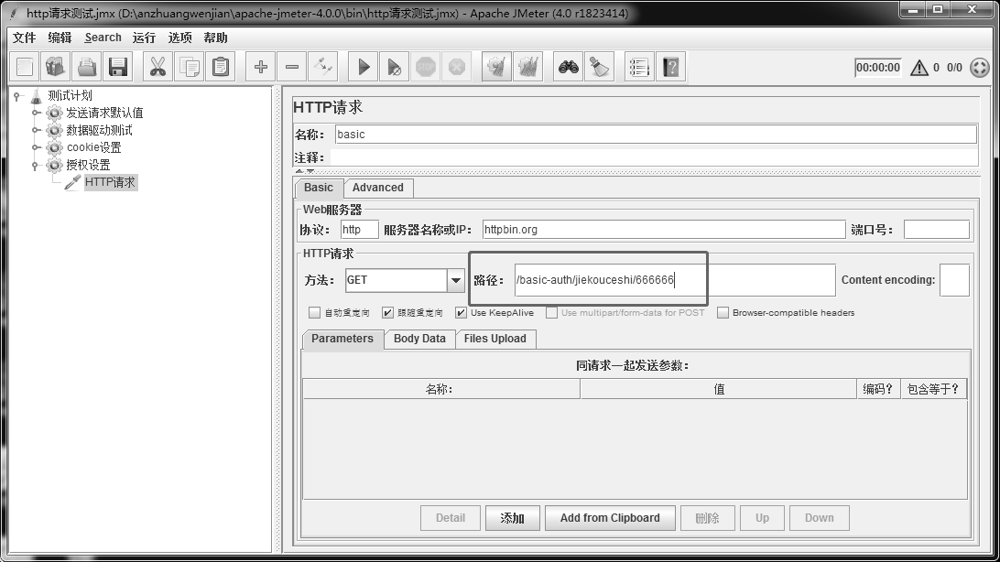 http请求测试.jmx (D:\anzhuangwenjian\apache-jmeter-4.0.0\bin\http请求测试.jmx) - Apache JMeter (4.0 r1823414)
文件 编辑 Search 运行 选项 帮助
STOP 00:00:00 0 0/0
测试计划
发送请求默认值
数据驱动测试
cookie设置
授权设置
HTTP请求
HTTP请求
名称： basic
注释：
Basic Advanced
Web服务器
协议： http 服务器名称或IP： httpbin.org 端口号：
HTTP请求
方法： GET 路径： /basic-auth/jiekouceshi/666666 Content encoding:
自动重定向 跟随重定向 Use KeepAlive Use multipart/form-data for POST Browser-compatible headers
Parameters Body Data Files Upload
同请求一起发送参数：
名称： 值 编码？ 包含等于？
Detail 添加 Add from Clipboard 删除 Up Down